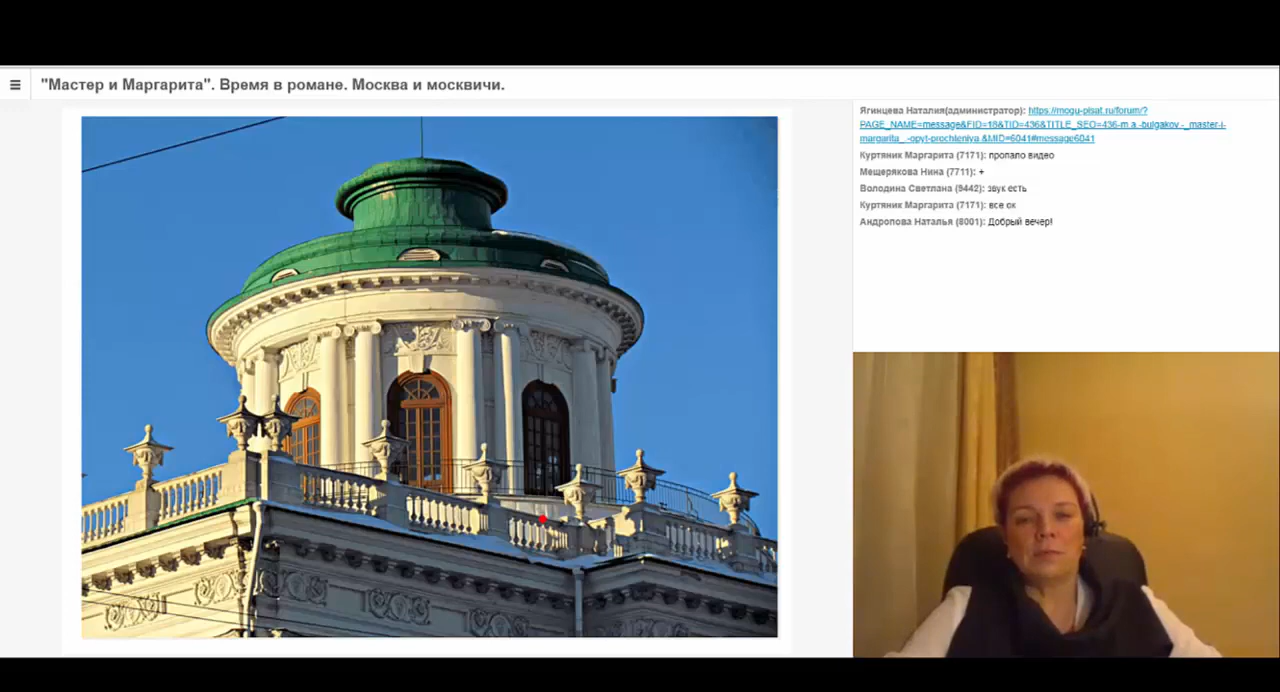 "Мастер и Маргарита". Время в романе. Москва и москвичи.
Ягинцева Наталия(администратор): https://mogu-pisat.ru/forum/?
PAGE_NAME=message&FID=18&TID=436&TITLE_SEO=436-m.a.-bulgakov.-_master-i-
margarita_.-opyt-prochteniya.&MID=6041#message6041
Куртяник Маргарита (7171): пропало видео
Мещерякова Нина (7711): +
Володина Светлана (9442): звук есть
Куртяник Маргарита (7171): все ок
Андропова Наталья (8001): Добрый вечер!